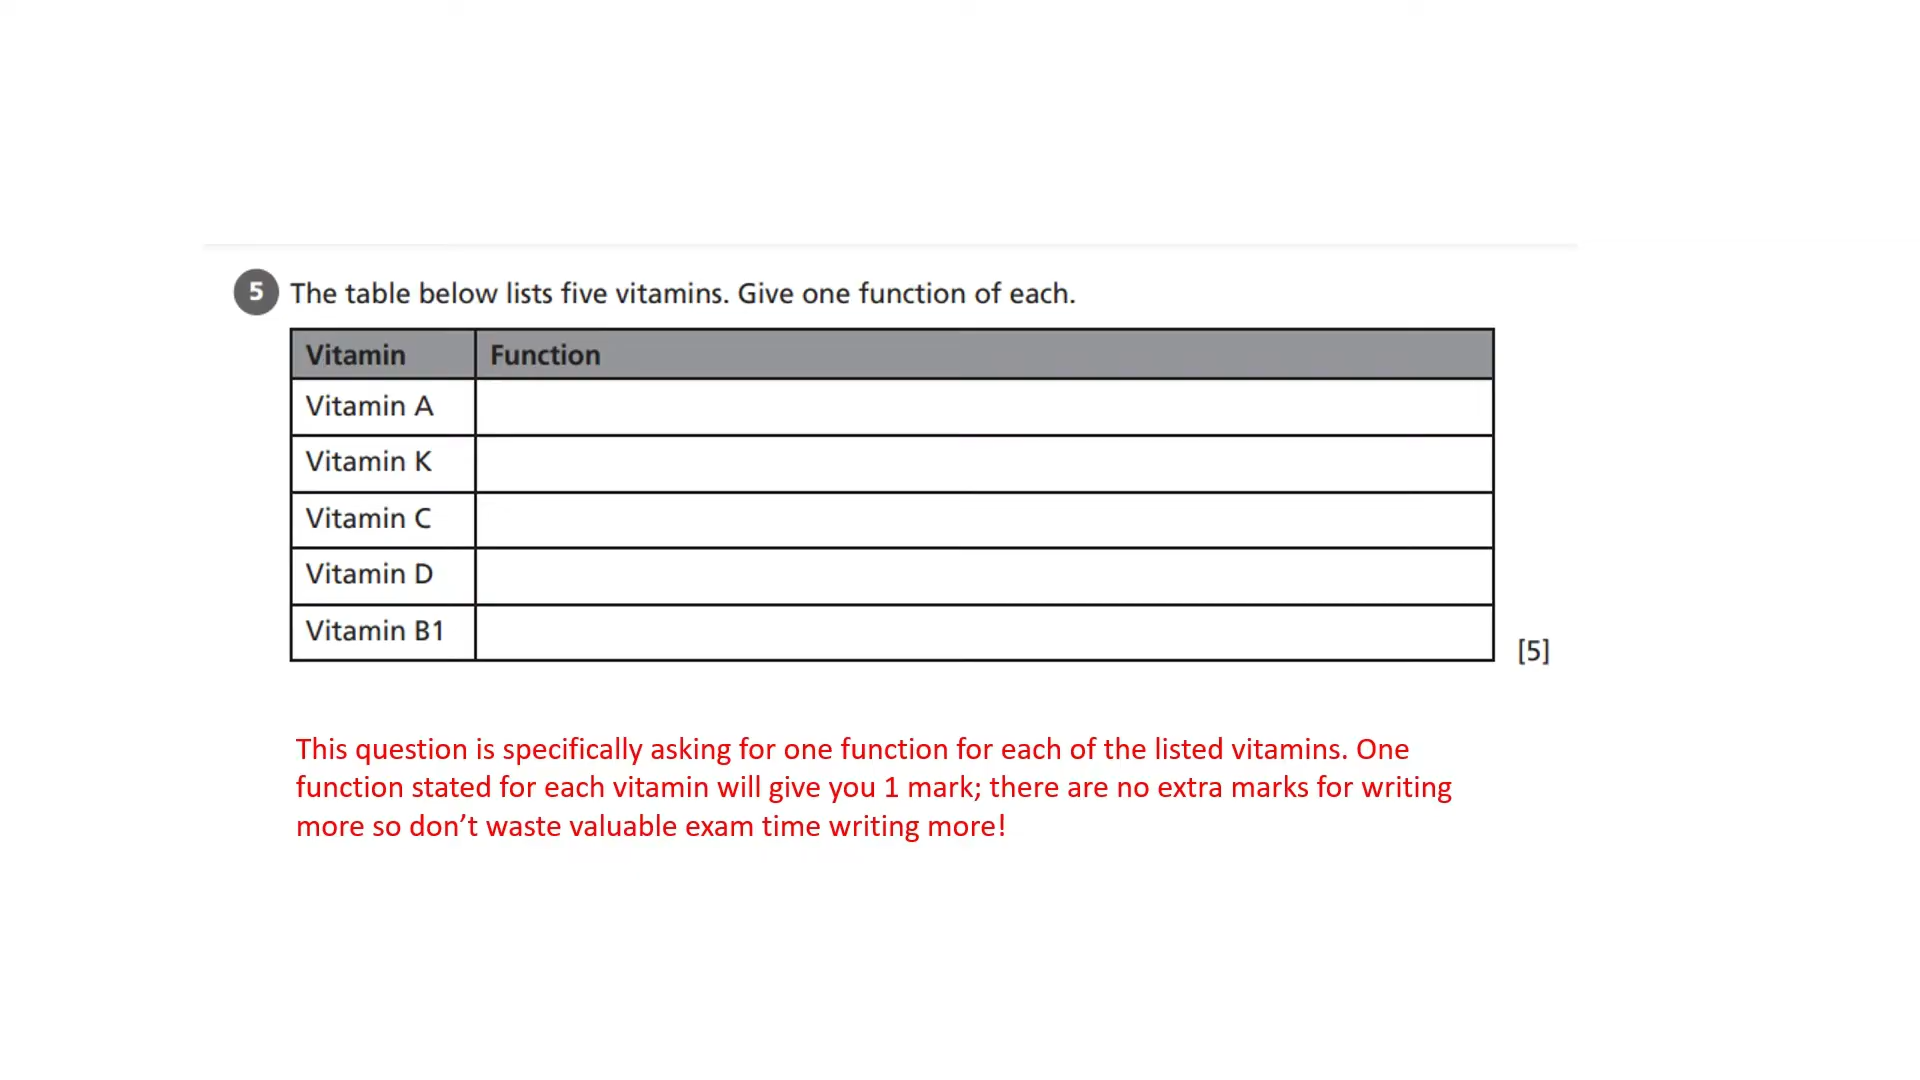 5 The table below lists five vitamins. Give one function of each.
Vitamin Function
Vitamin A
Vitamin K
Vitamin C
Vitamin D
Vitamin B1
[5]
This question is specifically asking for one function for each of the listed vitamins. One
function stated for each vitamin will give you 1 mark; there are no extra marks for writing
more so don’t waste valuable exam time writing more!